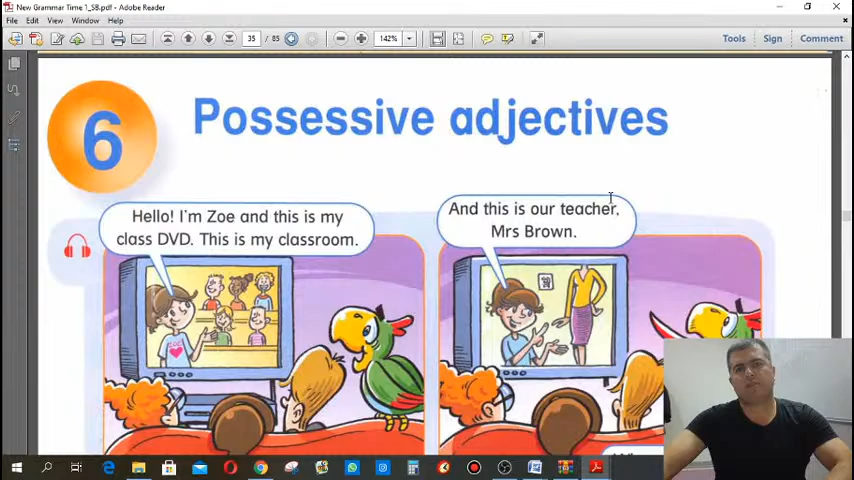 New Grammar Time 1_SB.pdf - Adobe Reader
File Edit View Window Help
35 / 85 142% Tools Sign Comment
6 Possessive adjectives
Hello! I'm Zoe and this is my
class DVD. This is my classroom.
And this is our teacher,
Mrs Brown.